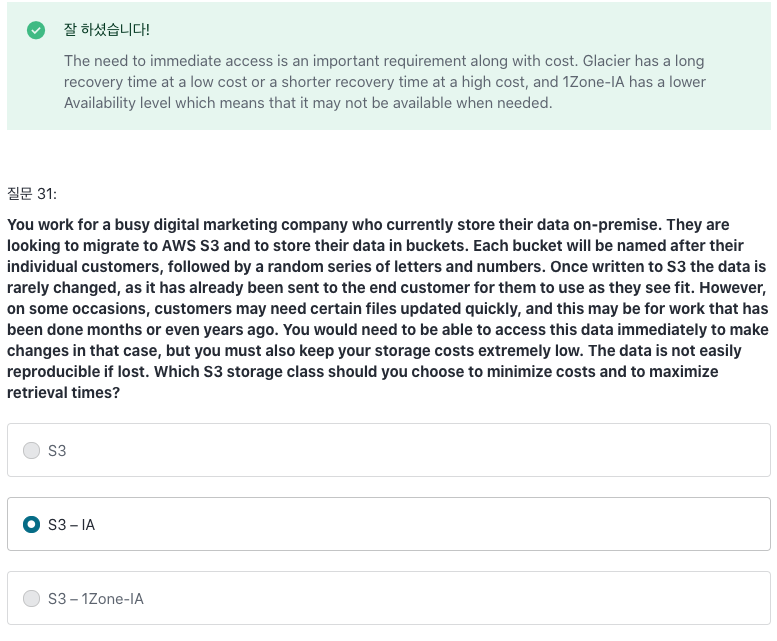 잘 하셨습니다!
The need to immediate access is an important requirement along with cost. Glacier has a long
recovery time at a low cost or a shorter recovery time at a high cost, and 1Zone-IA has a lower
Availability level which means that it may not be available when needed.
질문 31:
You work for a busy digital marketing company who currently store their data on-premise. They are
looking to migrate to AWS S3 and to store their data in buckets. Each bucket will be named after their
individual customers, followed by a random series of letters and numbers. Once written to S3 the data is
rarely changed, as it has already been sent to the end customer for them to use as they see fit. However,
on some occasions, customers may need certain files updated quickly, and this may be for work that has
been done months or even years ago. You would need to be able to access this data immediately to make
changes in that case, but you must also keep your storage costs extremely low. The data is not easily
reproducible if lost. Which S3 storage class should you choose to minimize costs and to maximize
retrieval times?
S3
S3 – IA
S3 – 1Zone-IA